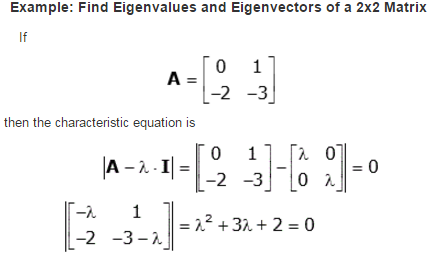 Example: Find Eigenvalues and Eigenvectors of a 2x2 Matrix
If
A = [0 1
-2 -3]
then the characteristic equation is
|A - λ · I| = |[0 1
-2 -3] - [λ 0
0 λ]| = 0
|[-λ 1
-2 -3 - λ]| = λ² + 3λ + 2 = 0